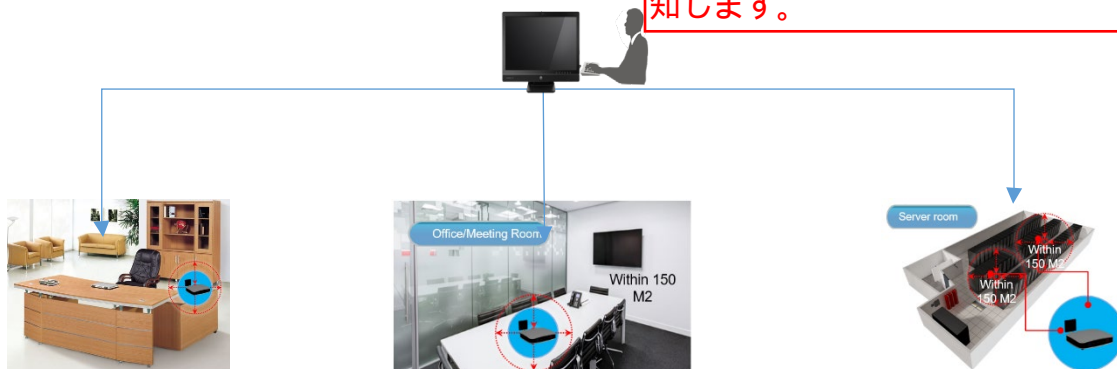 知します。
Office/Meeting Room
Within 150
M2
Server room
Within
150 M2
Within
150 M2